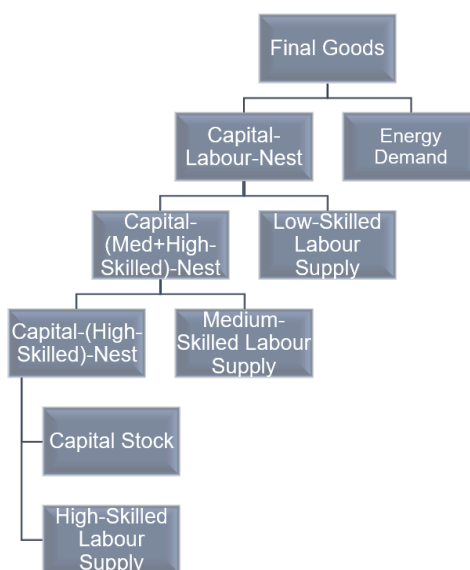 Final Goods
Capital-
Labour-Nest
Energy
Demand
Capital-
(Med+High-
Skilled)-Nest
Low-Skilled
Labour
Supply
Capital-(High-
Skilled)-Nest
Medium-
Skilled Labour
Supply
Capital Stock
High-Skilled
Labour
Supply